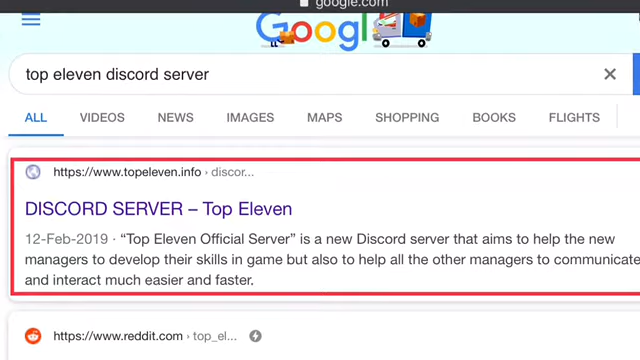 google.com
Googl
top eleven discord server
ALL VIDEOS NEWS IMAGES MAPS SHOPPING BOOKS FLIGHTS
https://www.topeleven.info › discor...
DISCORD SERVER – Top Eleven
12-Feb-2019 · “Top Eleven Official Server” is a new Discord server that aims to help the new
managers to develop their skills in game but also to help all the other managers to communicate
and interact much easier and faster.
https://www.reddit.com › top_el...